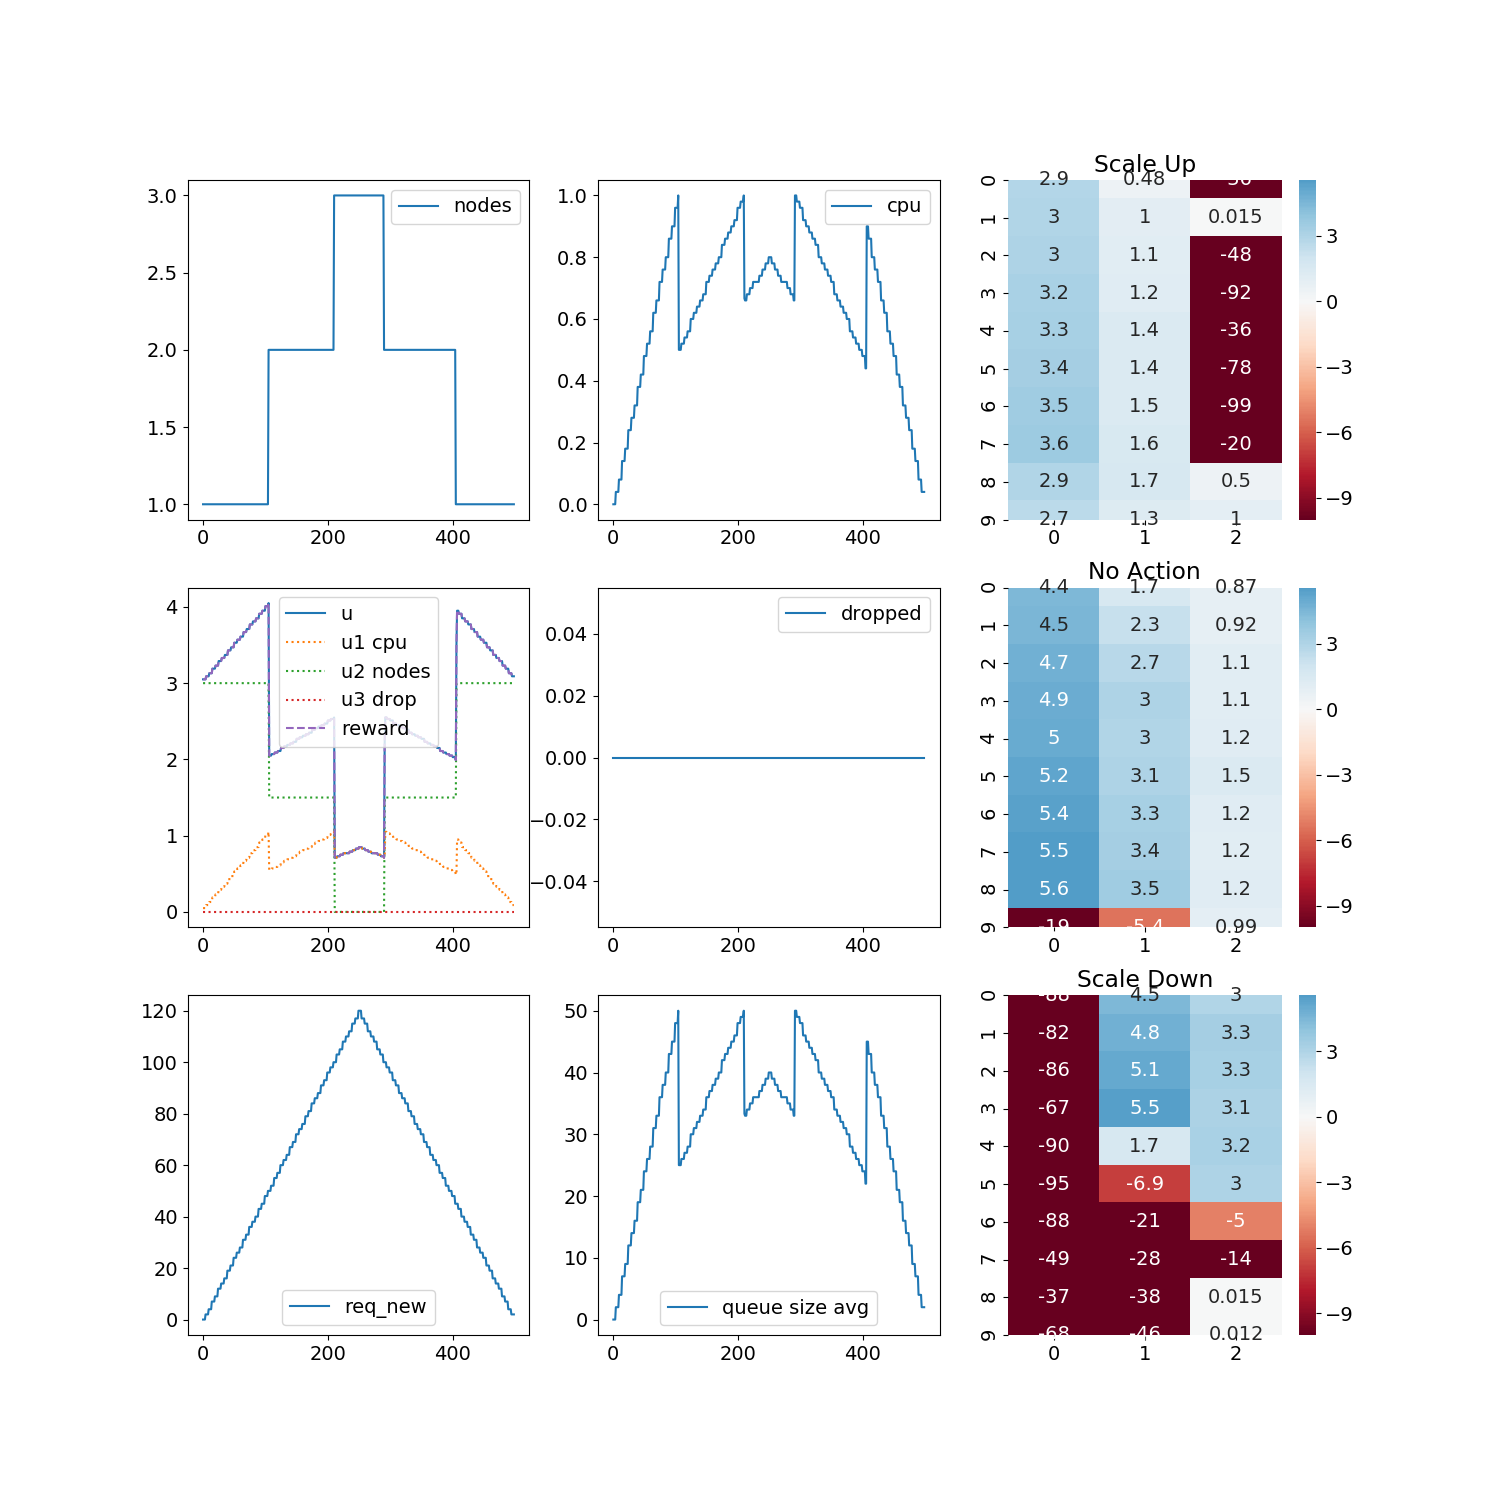 Scale Up
3.0
2.5
2.0
1.5
1.0
0 200 400
nodes
1.0
0.8
0.6
0.4
0.2
0.0
0 200 400
cpu
0 2.9 0.48
1 3 1 0.015
2 3 1.1 -48
3 3.2 1.2 -92
4 3.3 1.4 -36
5 3.4 1.4 -78
6 3.5 1.5 -99
7 3.6 1.6 -20
8 2.9 1.7 0.5
9 2.7 1.3 1
0 1 2
3
0
−3
−6
−9
4
3
2
1
0
0 200 400
u
u1 cpu
u2 nodes
u3 drop
reward
0.04
0.02
0.00
−0.02
−0.04
0 200 400
dropped
No Action
0 4.4 1.7 0.87
1 4.5 2.3 0.92
2 4.7 2.7 1.1
3 4.9 3 1.1
4 5 3 1.2
5 5.2 3.1 1.5
6 5.4 3.3 1.2
7 5.5 3.4 1.2
8 5.6 3.5 1.2
9 -19 -5.4 0.99
0 1 2
3
0
−3
−6
−9
120
100
80
60
40
20
0
0 200 400
req_new
50
40
30
20
10
0
0 200 400
queue size avg
Scale Down
0 -88 4.5 3
1 -82 4.8 3.3
2 -86 5.1 3.3
3 -67 5.5 3.1
4 -90 1.7 3.2
5 -95 -6.9 3
6 -88 -21 -5
7 -49 -28 -14
8 -37 -38 0.015
9 -68 -46 0.012
0 1 2
3
0
−3
−6
−9